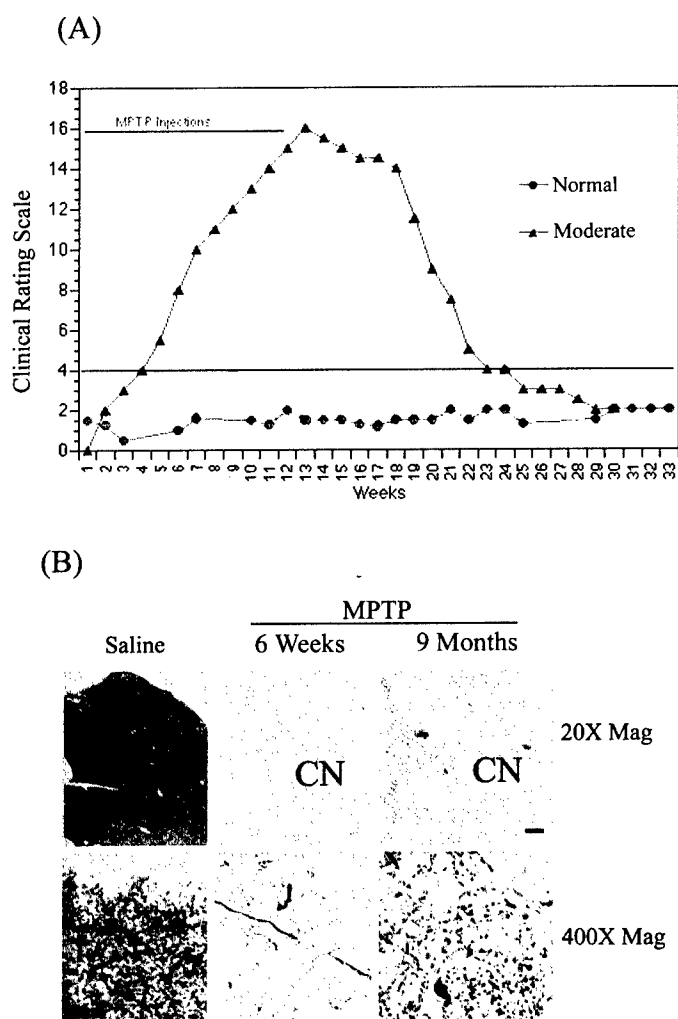 (A)
18
16
14
12
10
8
6
4
2
0
Clinical Rating Scale
MPTP Injections
Normal
Moderate
1 2 3 4 5 6 7 8 9 10 11 12 13 14 15 16 17 18 19 20 21 22 23 24 25 26 27 28 29 30 31 32 33
Weeks
(B)
MPTP
Saline 6 Weeks 9 Months
CN CN 20X Mag
400X Mag